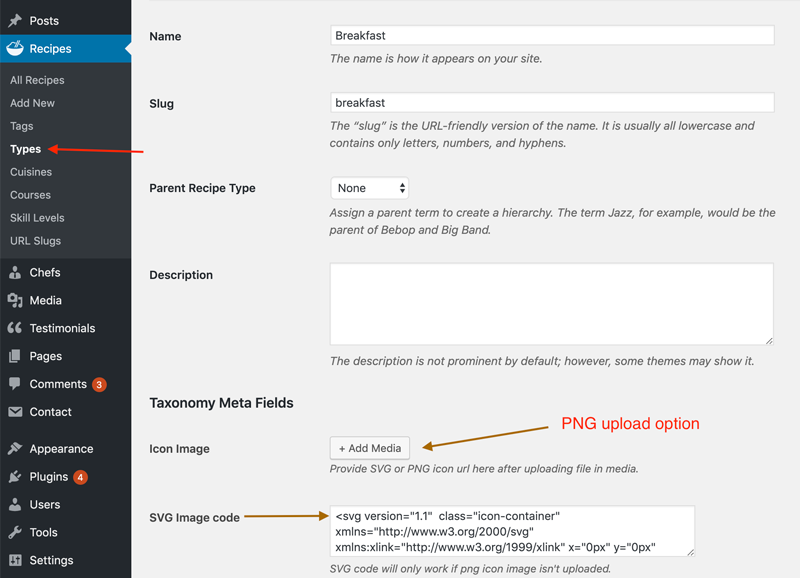 Posts
Recipes
All Recipes
Add New
Tags
Types
Cuisines
Courses
Skill Levels
URL Slugs
Chefs
Media
Testimonials
Pages
Comments 3
Contact
Appearance
Plugins 4
Users
Tools
Settings
Name
Breakfast
The name is how it appears on your site.
Slug
breakfast
The “slug” is the URL-friendly version of the name. It is usually all lowercase and
contains only letters, numbers, and hyphens.
Parent Recipe Type
None
Assign a parent term to create a hierarchy. The term Jazz, for example, would be the
parent of Bebop and Big Band.
Description
The description is not prominent by default; however, some themes may show it.
Taxonomy Meta Fields
PNG upload option
Icon Image
+ Add Media
Provide SVG or PNG icon url here after uploading file in media.
SVG Image code
<svg version="1.1"  class="icon-container"
xmlns="http://www.w3.org/2000/svg"
xmlns:xlink="http://www.w3.org/1999/xlink" x="0px" y="0px"
SVG code will only work if png icon image isn't uploaded.